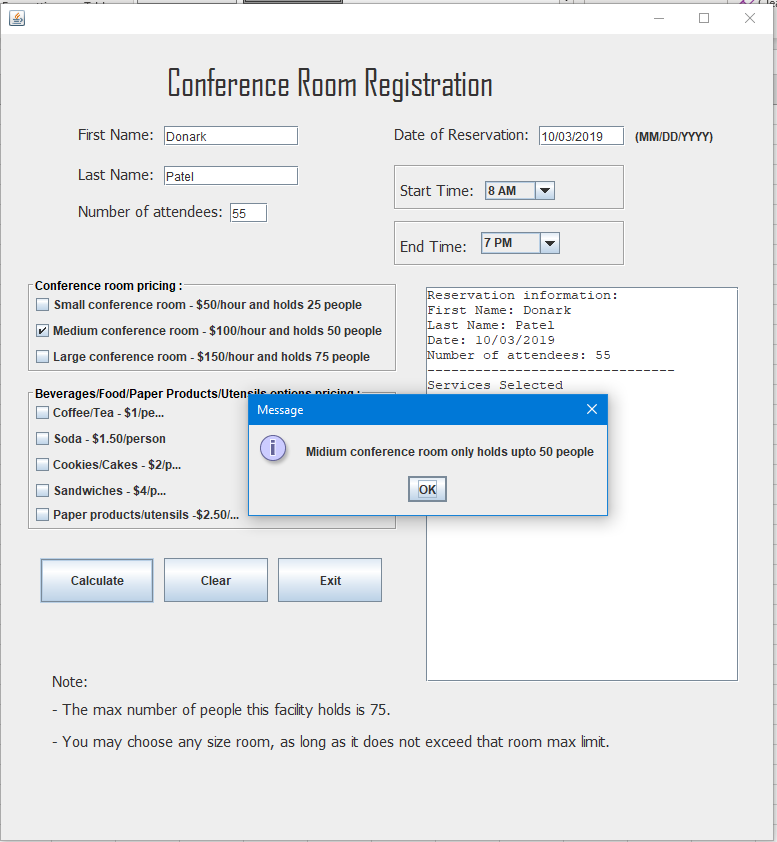 Conference Room Registration
First Name: Donark
Date of Reservation: 10/03/2019 (MM/DD/YYYY)
Last Name: Patel
Start Time: 8 AM
Number of attendees: 55
End Time: 7 PM
Conference room pricing :
Small conference room - $50/hour and holds 25 people
Medium conference room - $100/hour and holds 50 people
Large conference room - $150/hour and holds 75 people
Beverages/Food/Paper Products/Utensils options pricing :
Coffee/Tea - $1/pe...
Soda - $1.50/person
Cookies/Cakes - $2/p...
Sandwiches - $4/p...
Paper products/utensils -$2.50/...
Reservation information:
First Name: Donark
Last Name: Patel
Date: 10/03/2019
Number of attendees: 55
-------------------------------
Services Selected
Message
Midium conference room only holds upto 50 people
OK
Calculate
Clear
Exit
Note:
- The max number of people this facility holds is 75.
- You may choose any size room, as long as it does not exceed that room max limit.